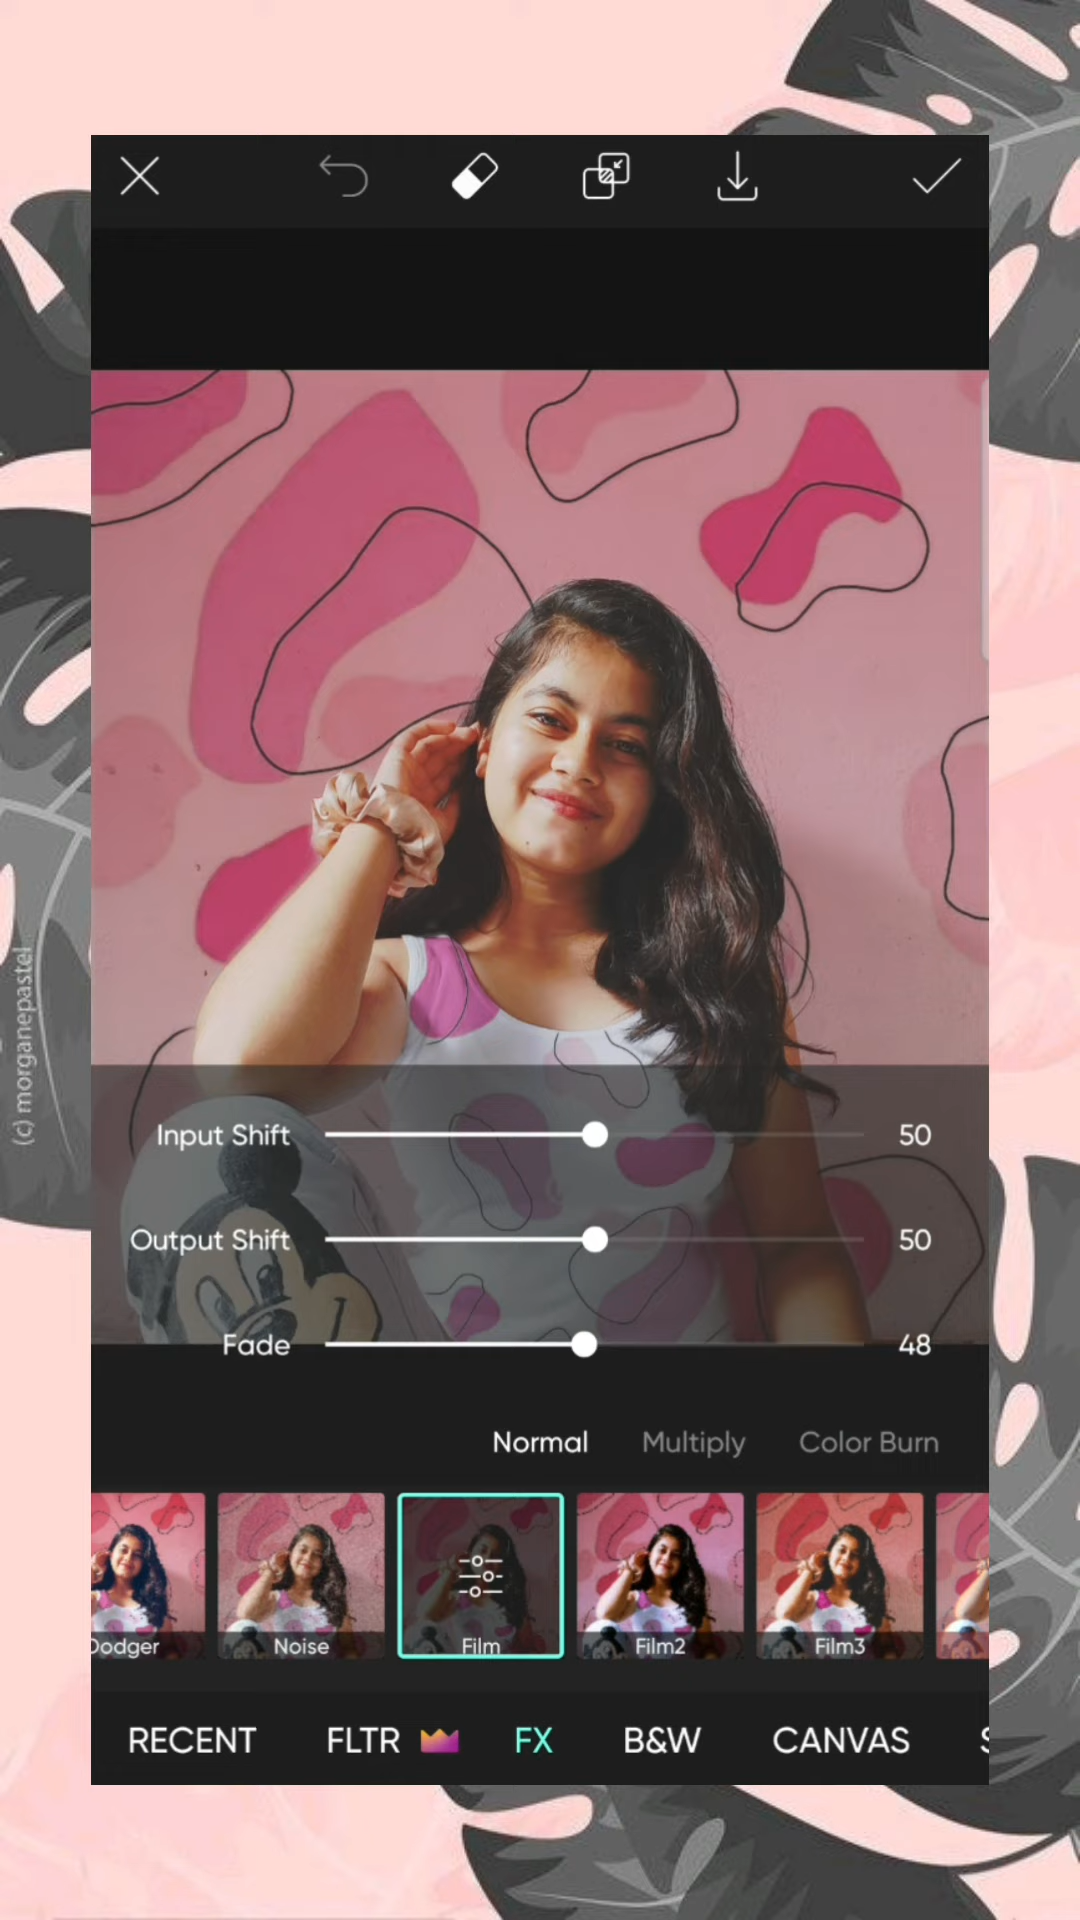 (c) morganepastel
Input Shift 50
Output Shift 50
Fade 48
Normal Multiply Color Burn
Dodger Noise Film Film2 Film3
RECENT FLTR FX B&W CANVAS